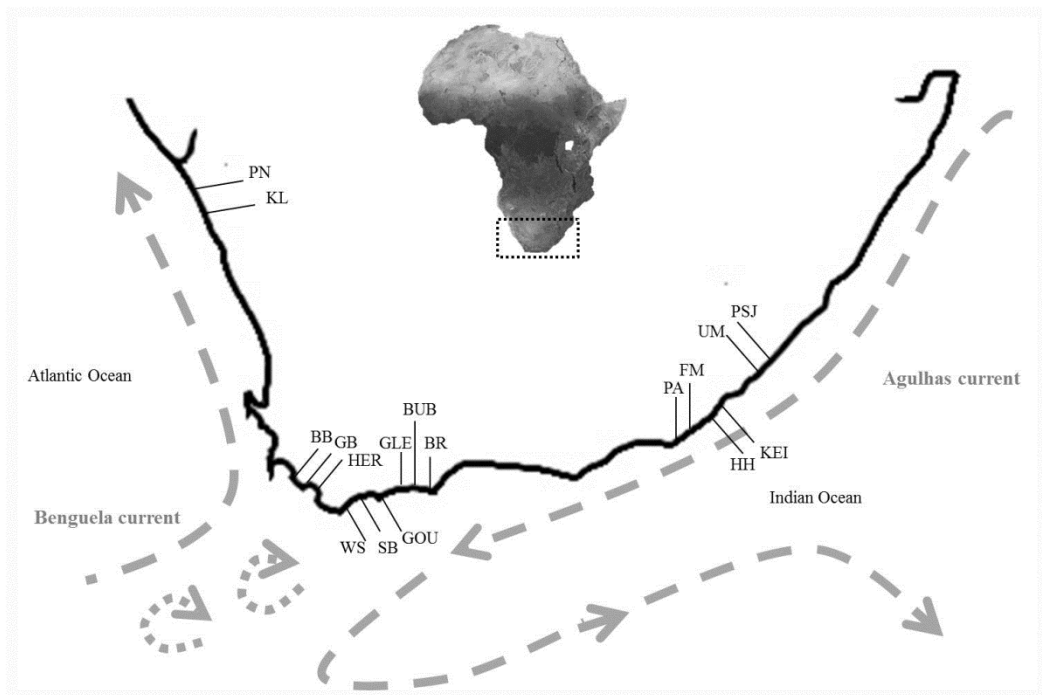 PN
KL
PSJ
UM
FM
PA
Atlantic Ocean
Agulhas current
BUB
BB
GB
GLE
BR
HER
KEI
HH
Indian Ocean
Benguela current
WS
SB
GOU